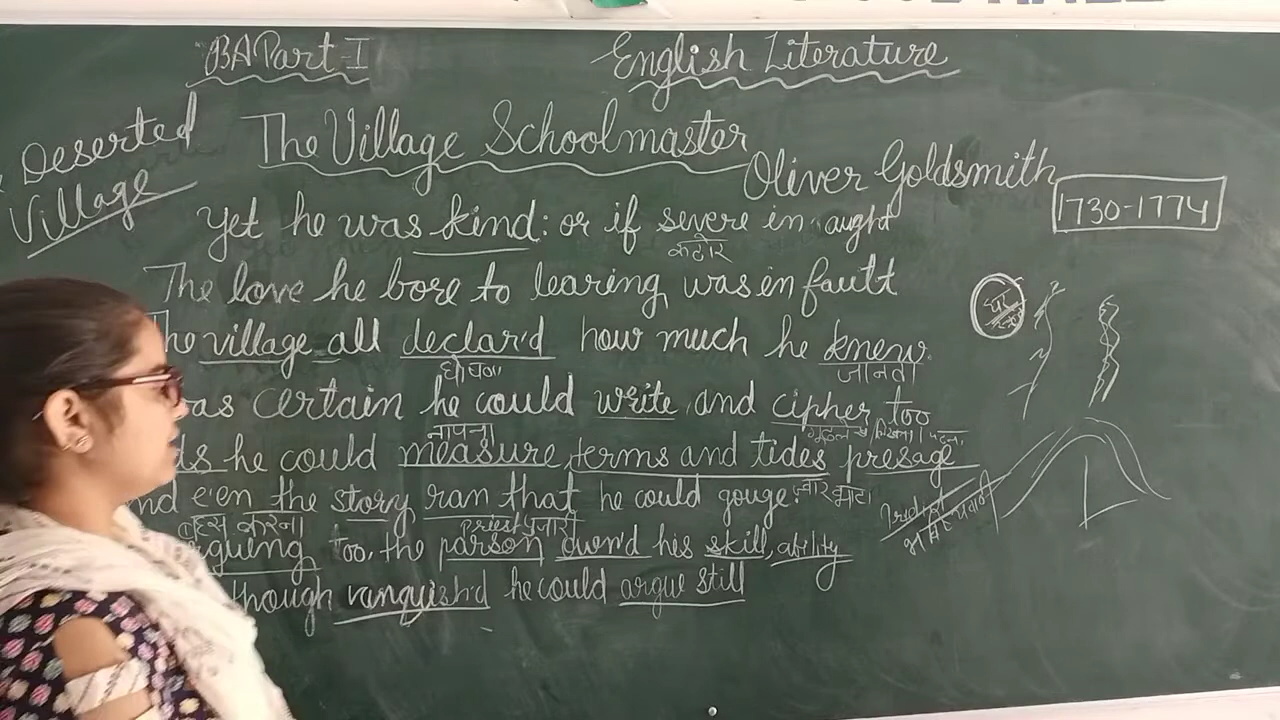 BA Part-I
English Literature
Deserted
Village
The Village Schoolmaster
Oliver Goldsmith
1730-1774
Yet he was kind: or if severe in aught
कठोर
The love he bore to learing was in fault
he village all declar'd how much he knew.
घोषणा
जानता
as certain he could write, and cipher too
नापना
ds he could measure, terms and tides presage
nd e'en the story ran that he could gouge.
ज्वार भाटा
बहस करना
Priest पुजारी
guing too, the parson own'd his skill, ability
though vanquish'd he could argue still